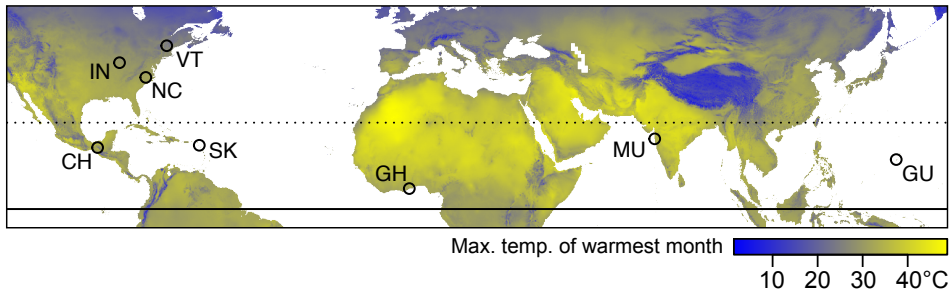 VT
IN
NC
CH
SK
GH
MU
GU
Max. temp. of warmest month
10 20 30 40°C